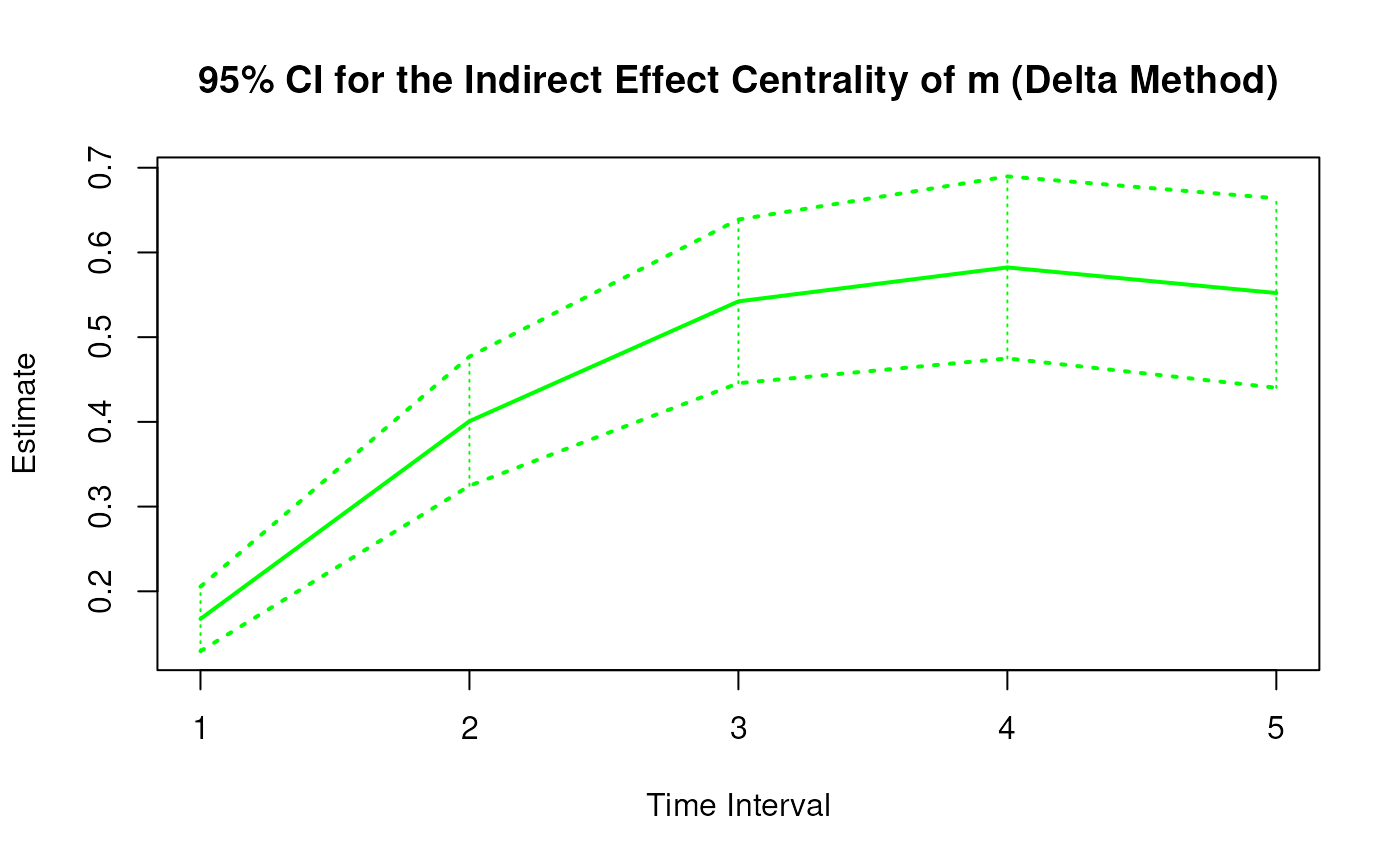 95% CI for the Indirect Effect Centrality of m (Delta Method)
0.7
0.6
0.5
0.4
0.3
0.2
Estimate
1 2 3 4 5
Time Interval